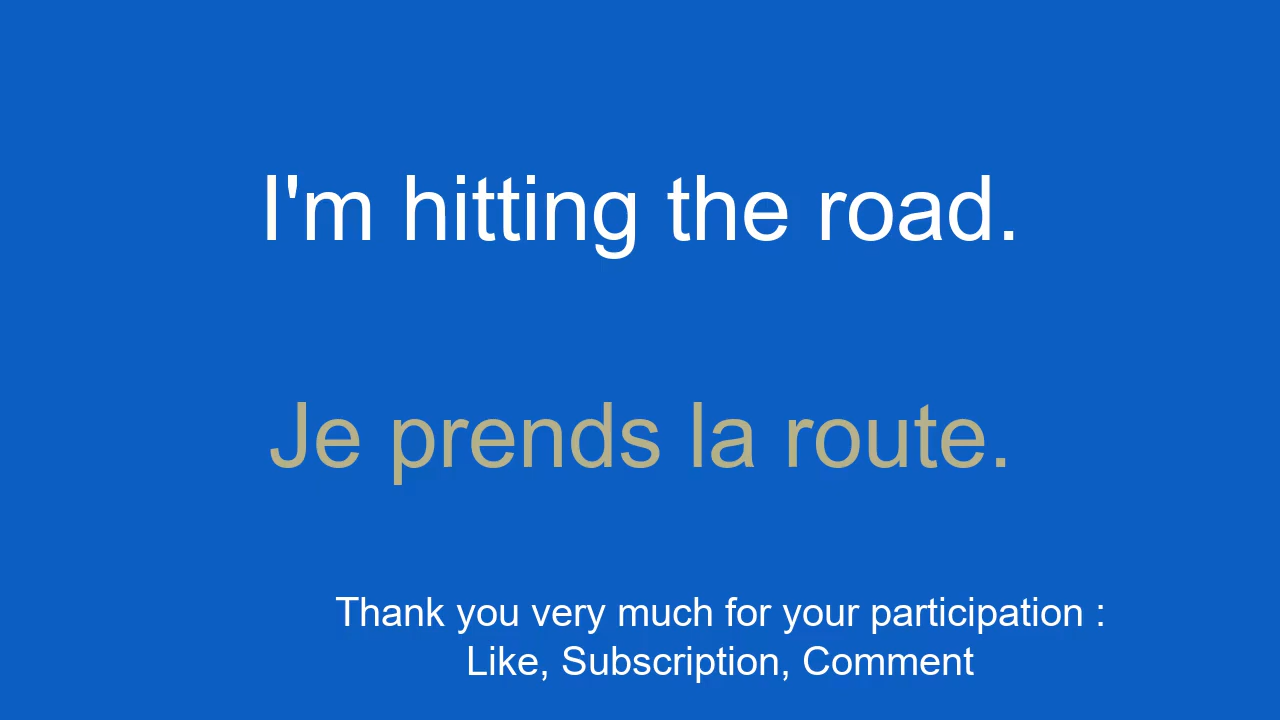 I'm hitting the road.
Je prends la route.
Thank you very much for your participation :
Like, Subscription, Comment